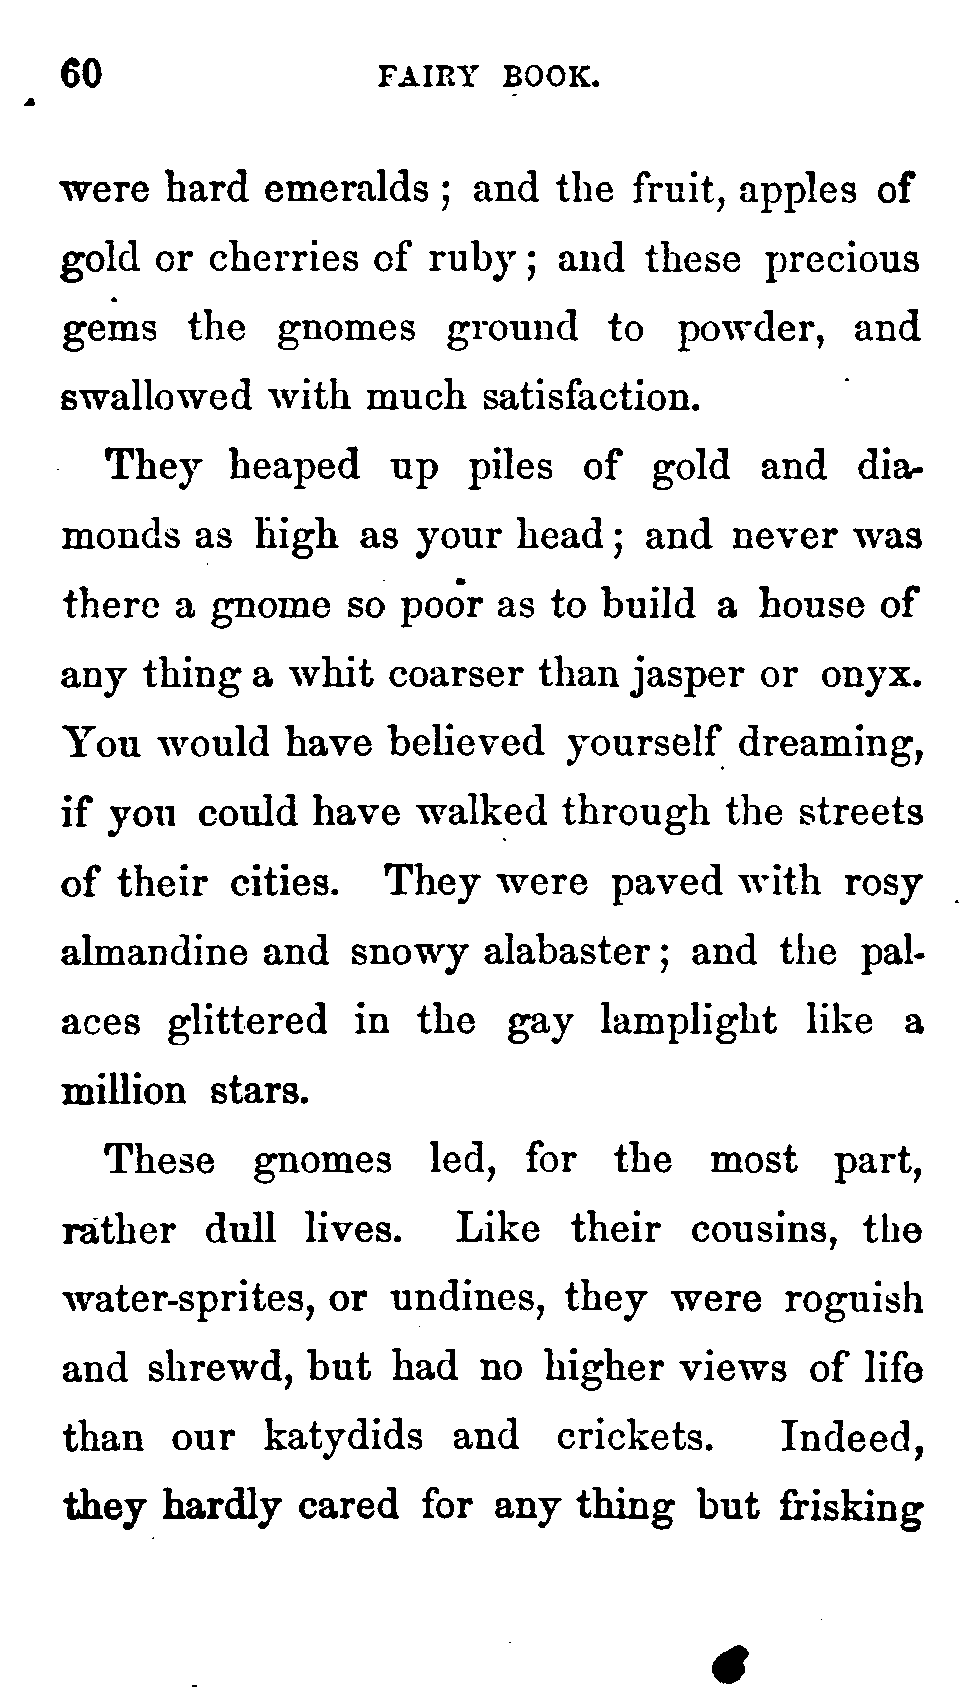 60 FAIRY BOOK.
were hard emeralds ; and the fruit, apples of
gold or cherries of ruby ; and these precious
gems the gnomes ground to powder, and
swallowed with much satisfaction.
They heaped up piles of gold and dia-
monds as high as your head ; and never was
there a gnome so poor as to build a house of
any thing a whit coarser than jasper or onyx.
You would have believed yourself dreaming,
if you could have walked through the streets
of their cities. They were paved with rosy
almandine and snowy alabaster ; and the pal-
aces glittered in the gay lamplight like a
million stars.
These gnomes led, for the most part,
rather dull lives. Like their cousins, the
water-sprites, or undines, they were roguish
and shrewd, but had no higher views of life
than our katydids and crickets. Indeed,
they hardly cared for any thing but frisking